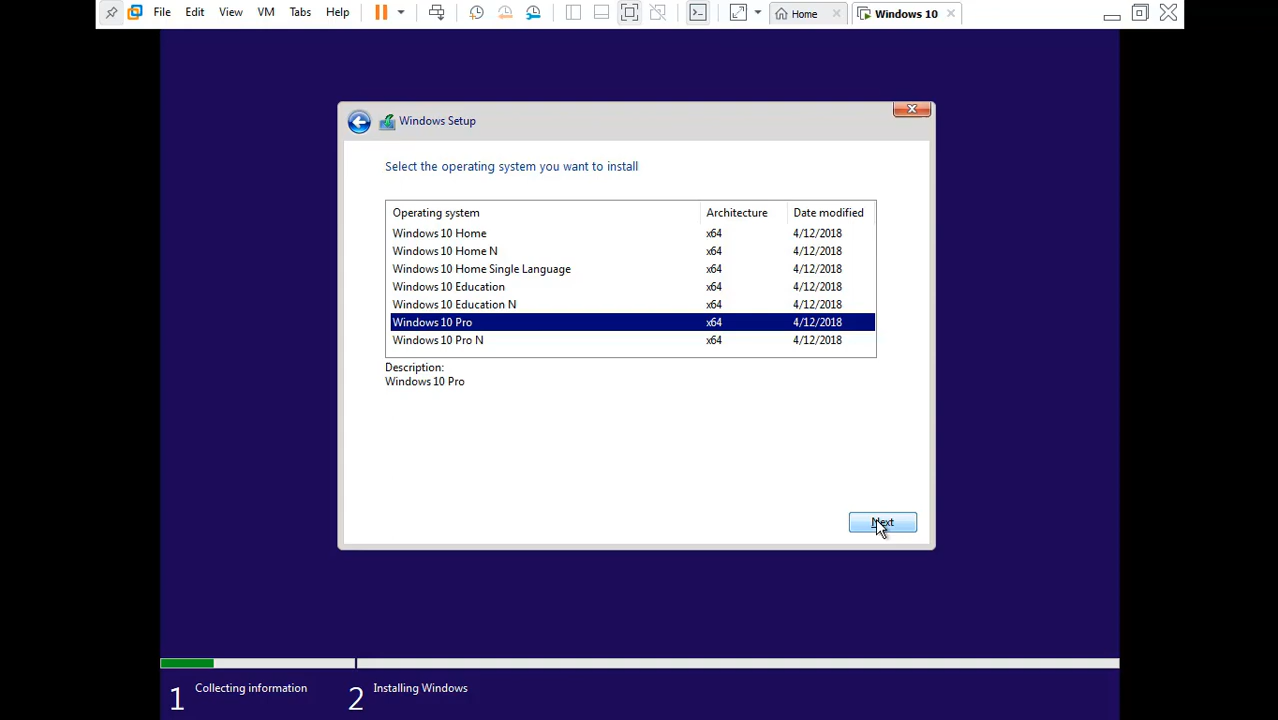 File Edit View VM Tabs Help Home Windows 10
Windows Setup
Select the operating system you want to install
Operating system Architecture Date modified
Windows 10 Home x64 4/12/2018
Windows 10 Home N x64 4/12/2018
Windows 10 Home Single Language x64 4/12/2018
Windows 10 Education x64 4/12/2018
Windows 10 Education N x64 4/12/2018
Windows 10 Pro x64 4/12/2018
Windows 10 Pro N x64 4/12/2018
Description:
Windows 10 Pro
Next
1 Collecting information 2 Installing Windows